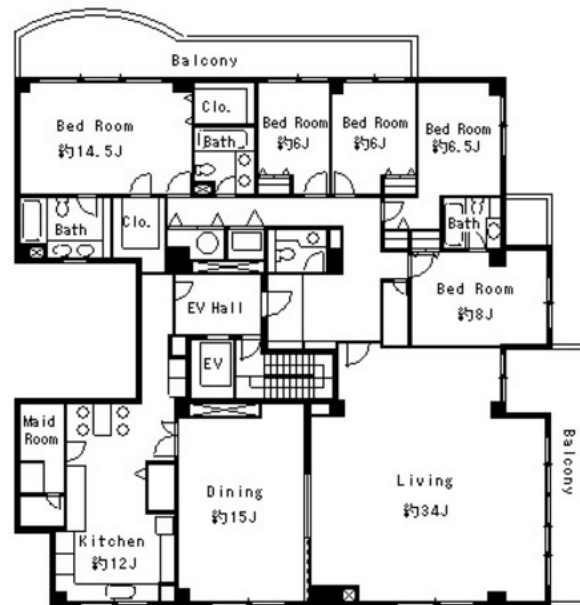 Balcony
Clo.
Bed Room
約14.5J
Bath
Bed Room
約6J
Bed Room
約6J
Bed Room
約6.5J
Bath
Clo.
Bath
Bed Room
約8J
EV Hall
EV
Maid
Room
Balcony
Living
約34J
Dining
約15J
Kitchen
約12J